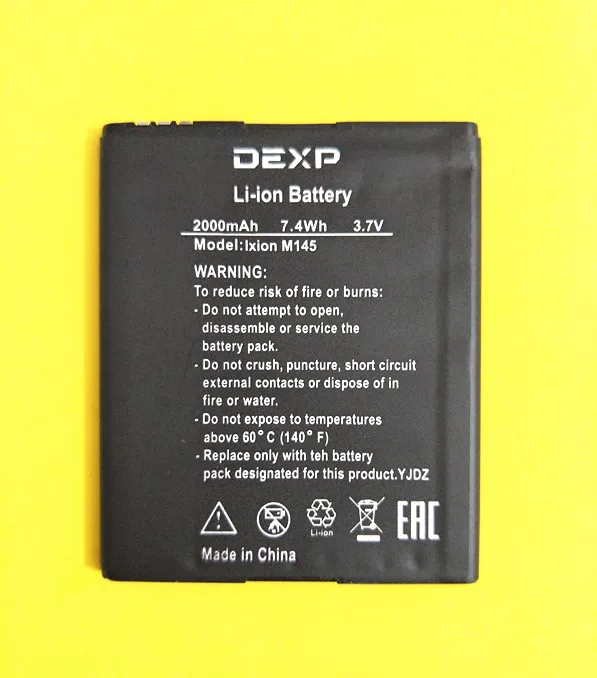 DEXP
Li-ion Battery
2000mAh 7.4Wh 3.7V
Model:Ixion M145
WARNING:
To reduce risk of fire or burns:
- Do not attempt to open,
disassemble or service the
battery pack.
- Do not crush, puncture, short circuit
external contacts or dispose of in
fire or water.
- Do not expose to temperatures
above 60°C (140°F)
- Replace only with teh battery
pack designated for this product.YJDZ
Li-ion
EAC
Made in China